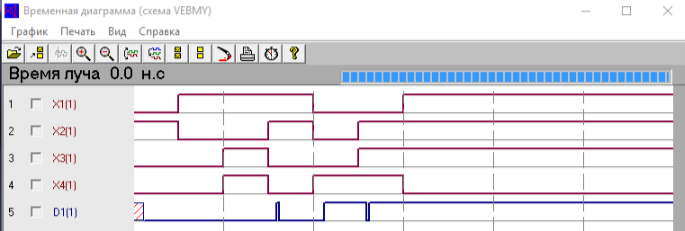 Временная диаграмма (схема VEBMY)
График Печать Вид Справка
Время луча 0.0 н.с
1 X1(1)
2 X2(1)
3 X3(1)
4 X4(1)
5 D1(1)